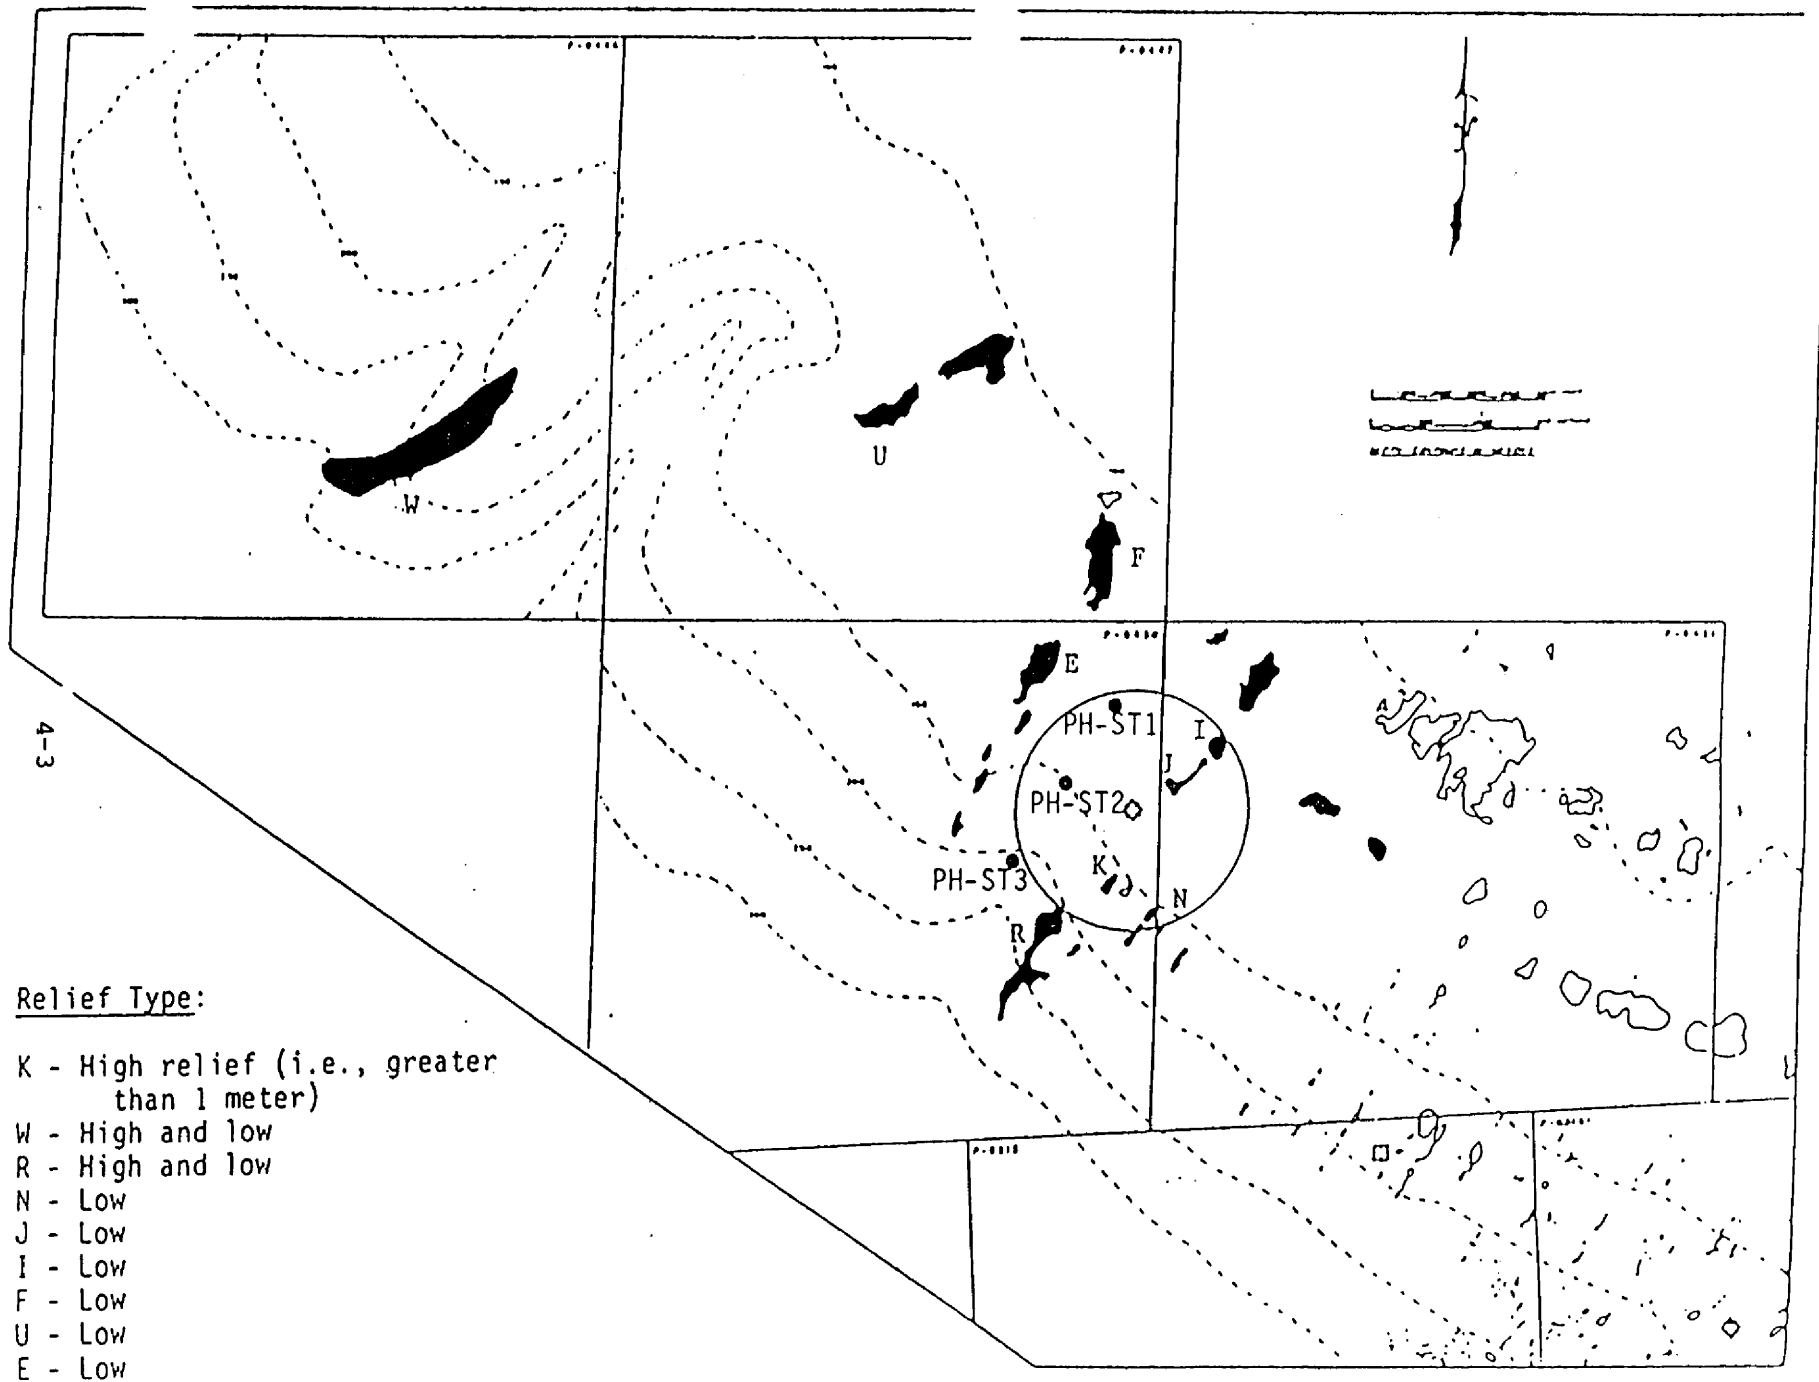 W
U
F
E
PH-ST1
I
J
PH-ST2
K
PH-ST3
N
R
A
4-3
Relief Type:
K - High relief (i.e., greater
than 1 meter)
W - High and low
R - High and low
N - Low
J - Low
I - Low
F - Low
U - Low
E - Low